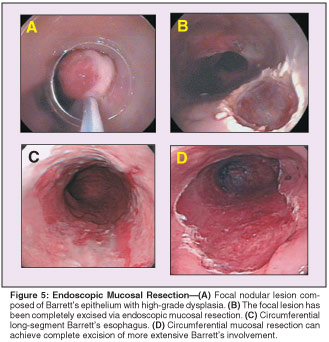 A
B
C
D
Figure 5: Endoscopic Mucosal Resection—(A) Focal nodular lesion com-
posed of Barrett's epithelium with high-grade dysplasia. (B) The focal lesion has
been completely excised via endoscopic mucosal resection. (C) Circumferential
long-segment Barrett's esophagus. (D) Circumferential mucosal resection can
achieve complete excision of more extensive Barrett's involvement.